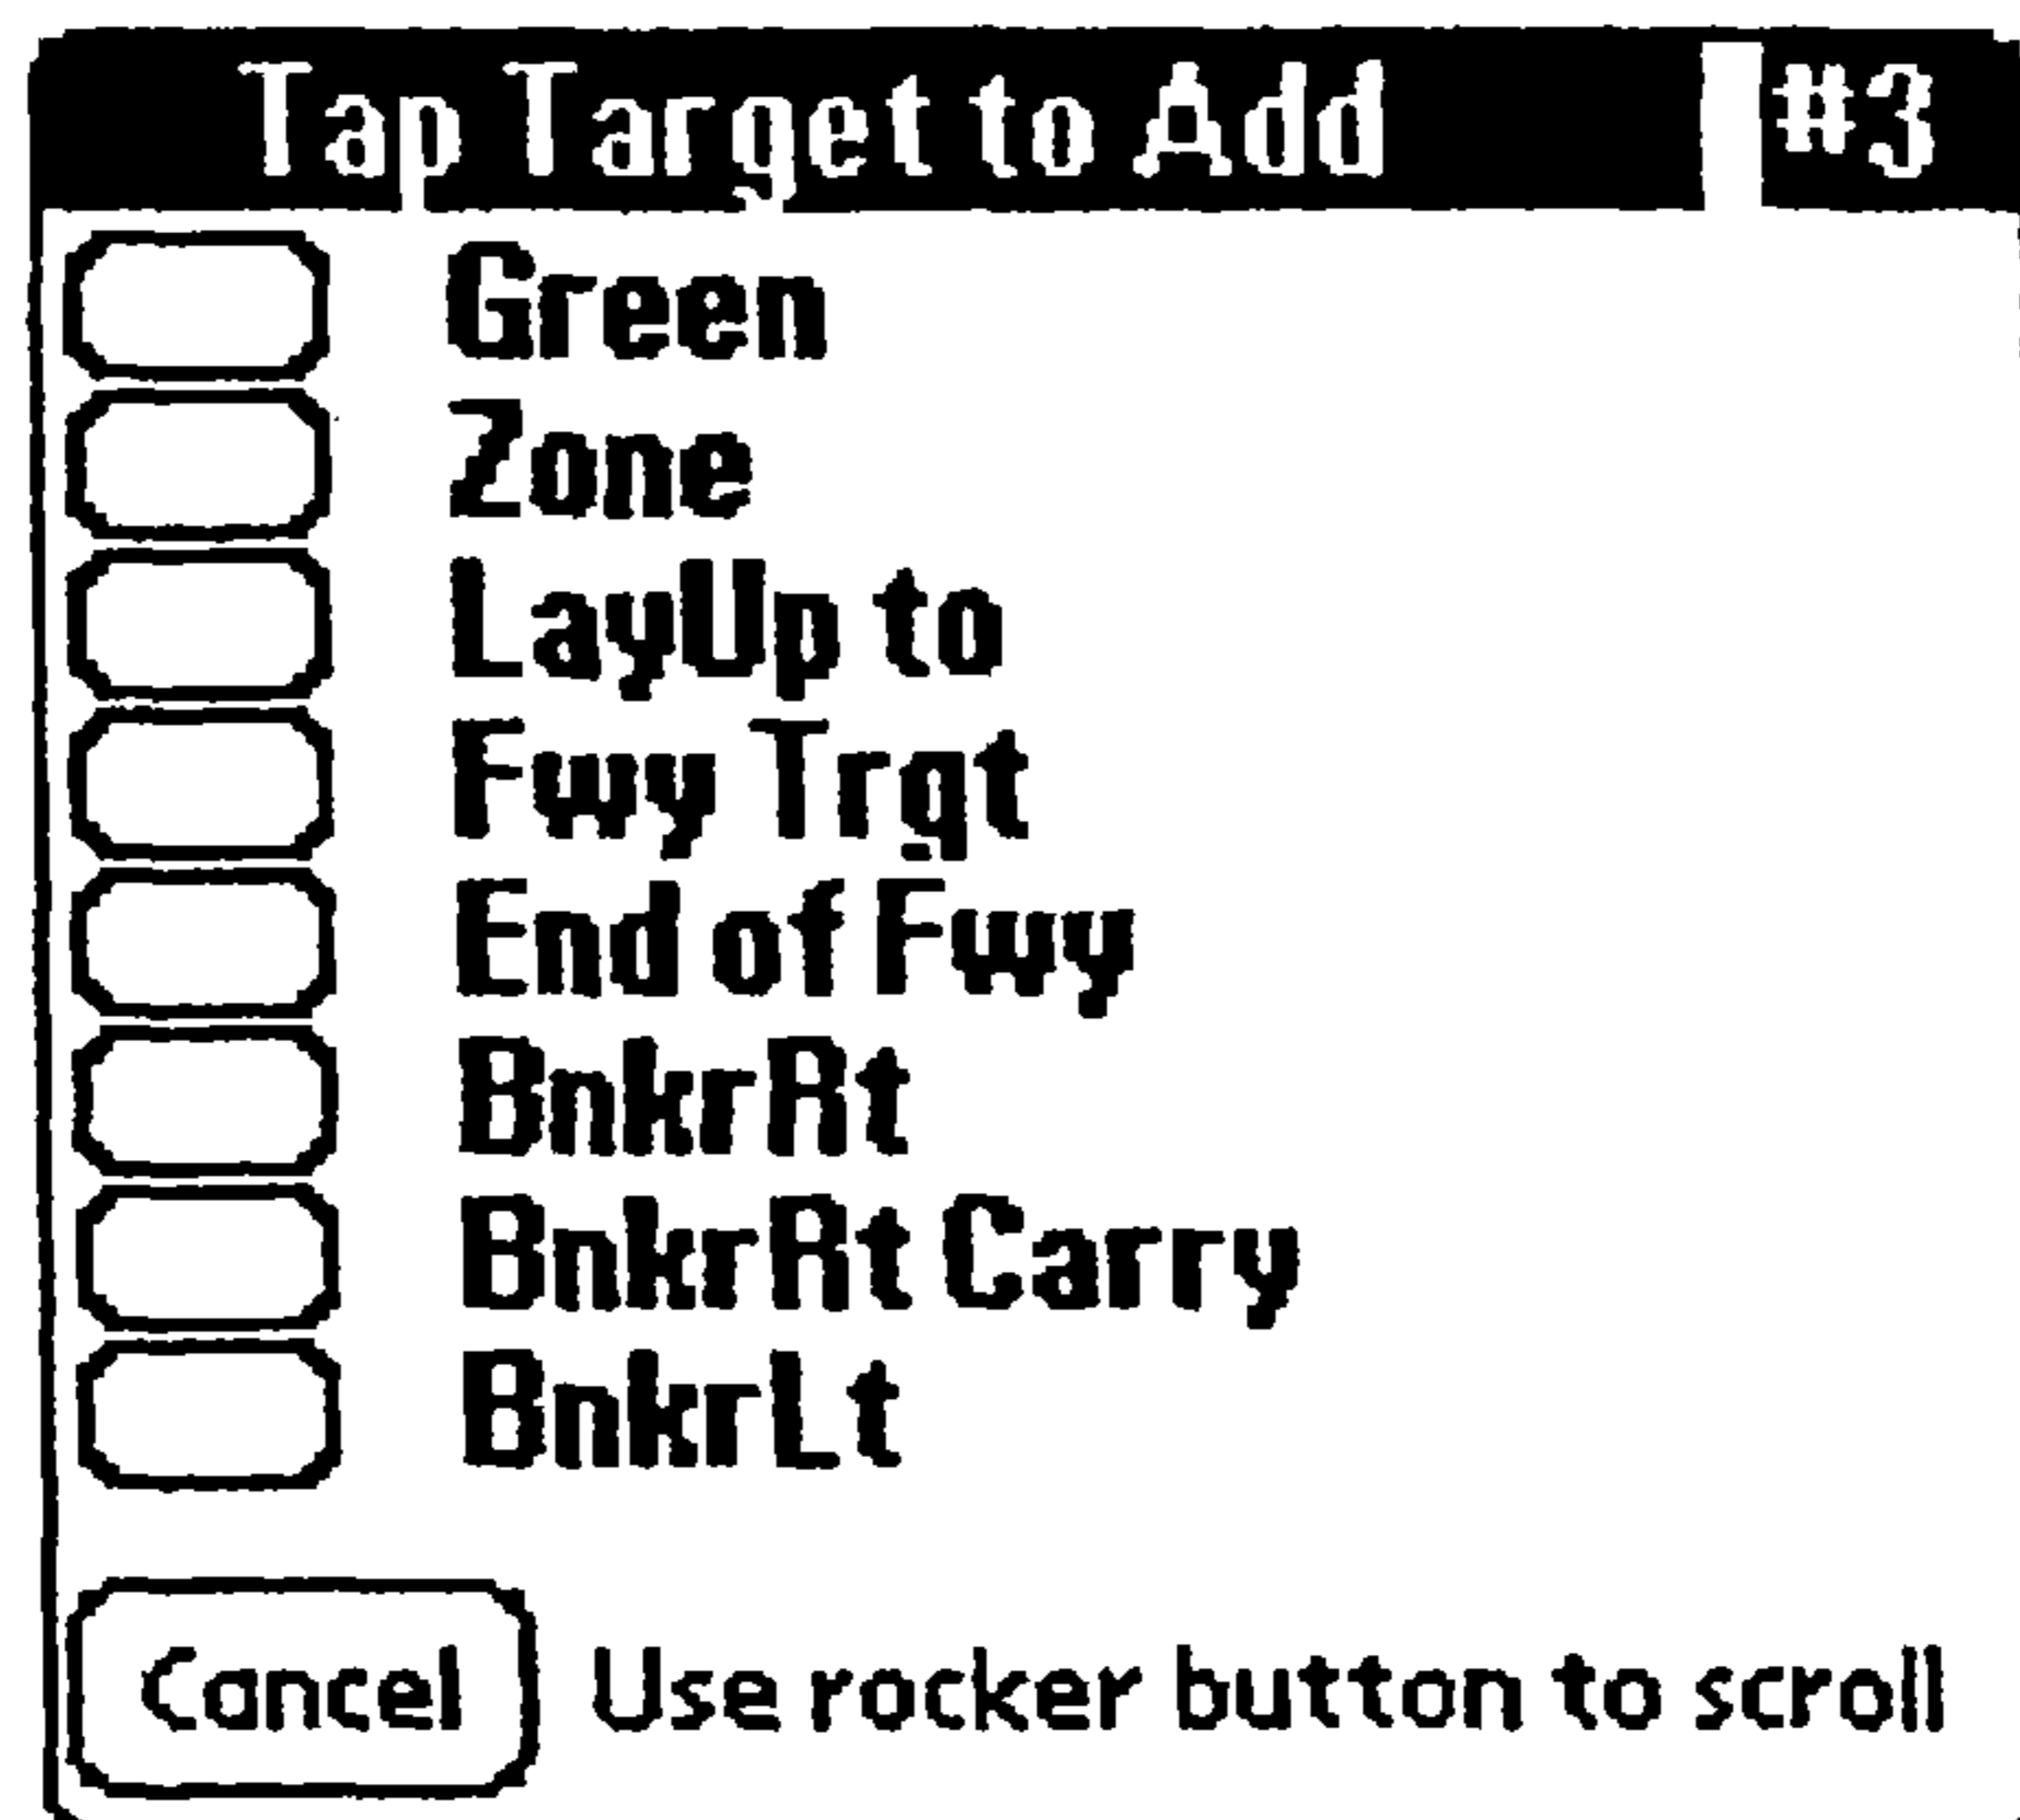 Tap Target to Add #3
Green
Zone
LayUp to
Fwy Trgt
End of Fwy
BnkrRt
BnkrRt Carry
BnkrLt
Cancel Use rocker button to scroll